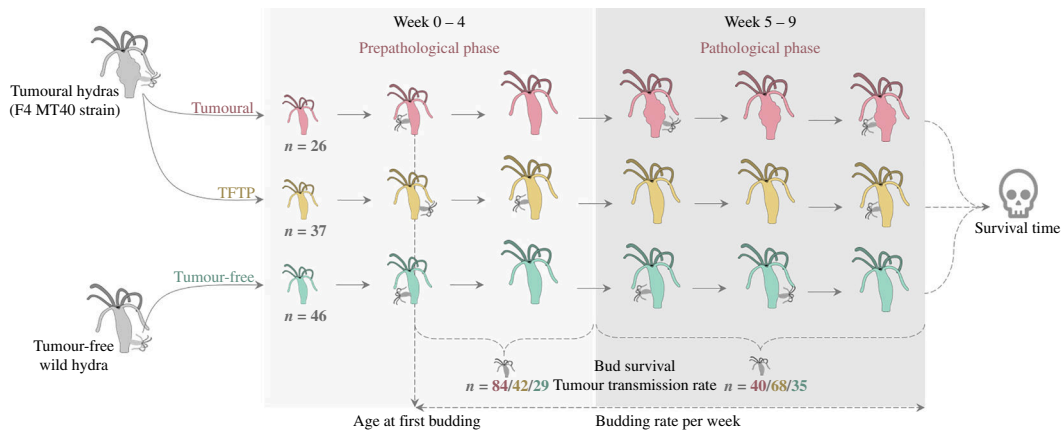 Week 0 – 4
Week 5 – 9
Prepathological phase
Pathological phase
Tumoural hydras
(F4 MT40 strain)
Tumoural
n = 26
TFTP
n = 37
Survival time
Tumour-free
n = 46
Tumour-free
wild hydra
Bud survival
n = 84/42/29
Tumour transmission rate
n = 40/68/35
Age at first budding
Budding rate per week